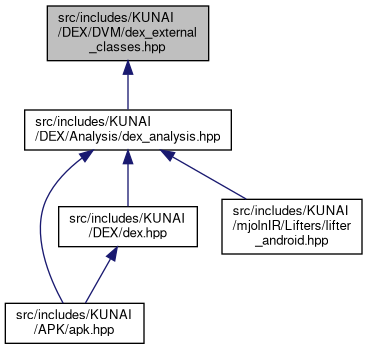 src/includes/KUNAI
/DEX/DVM/dex_external
_classes.hpp
src/includes/KUNAI
/DEX/Analysis/dex_analysis.hpp
src/includes/KUNAI
/DEX/dex.hpp
src/includes/KUNAI
/mjolnIR/Lifters/lifter
_android.hpp
src/includes/KUNAI
/APK/apk.hpp